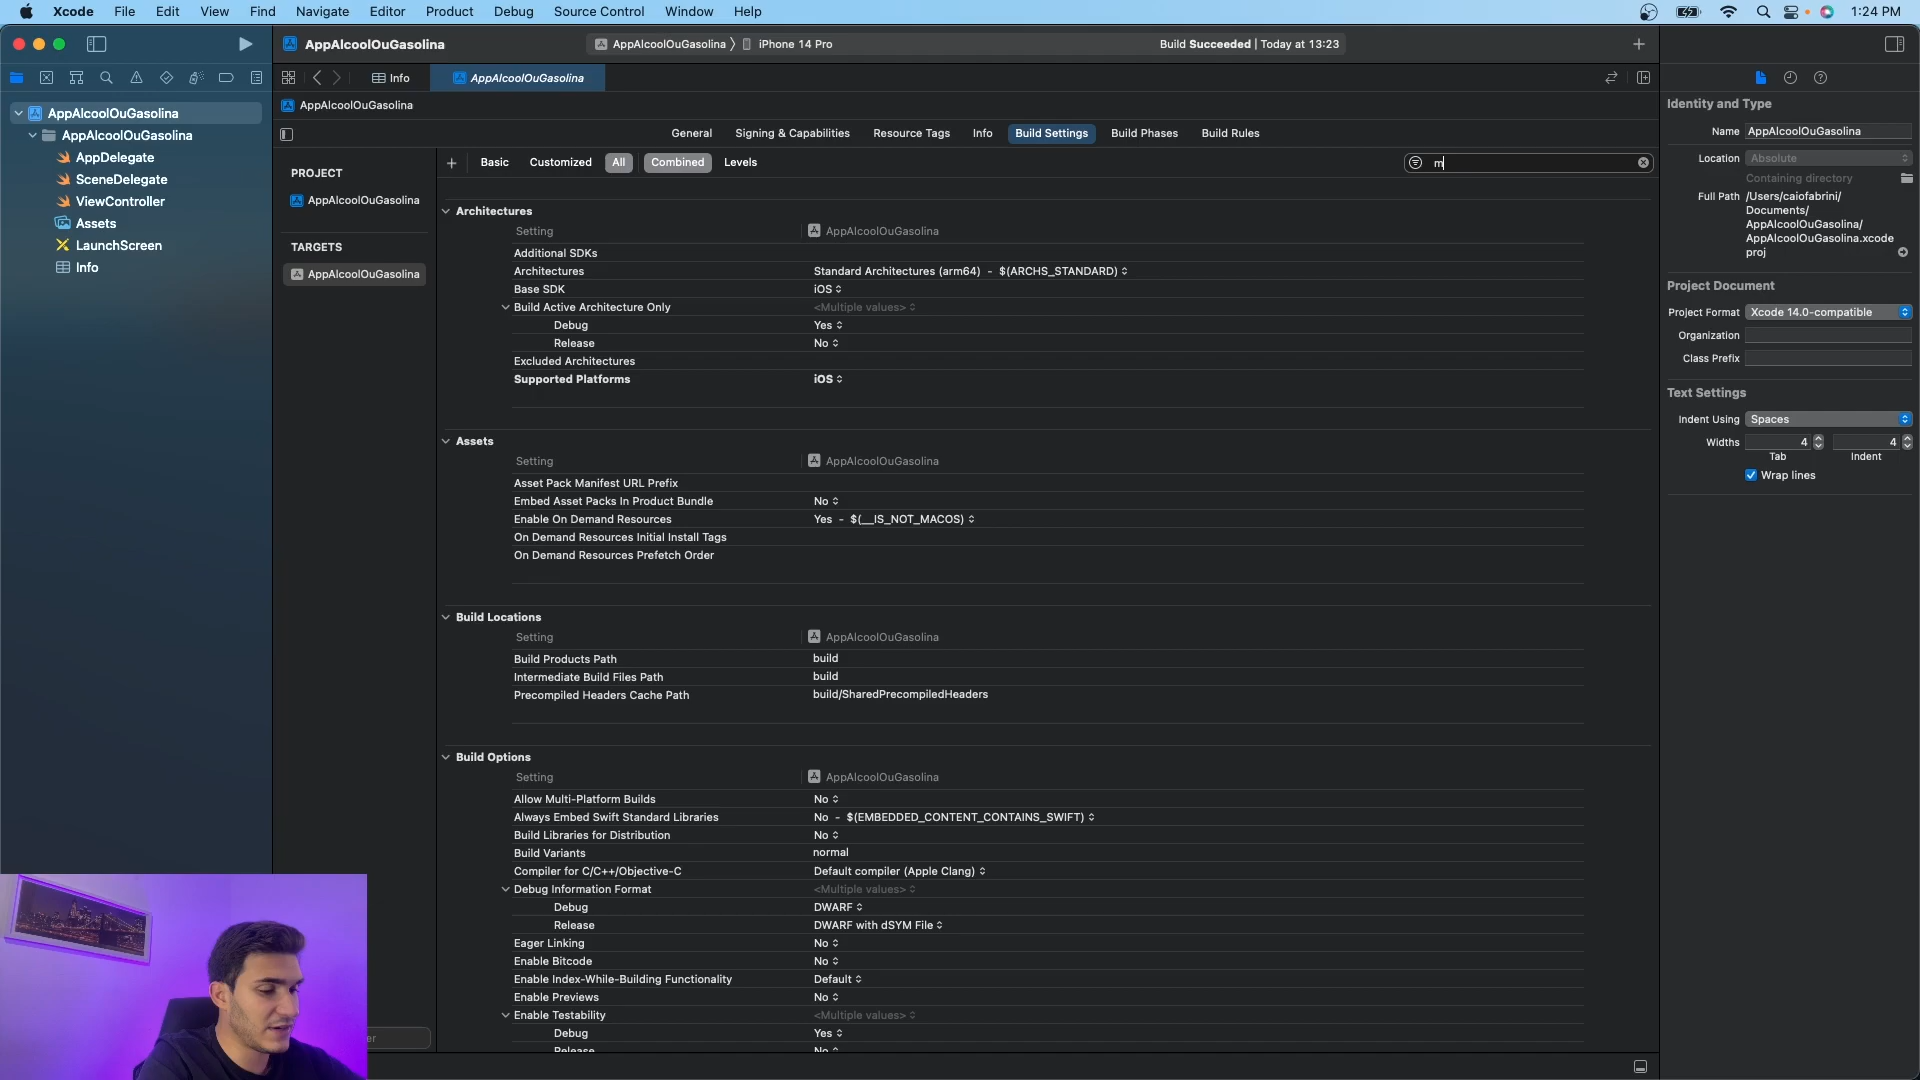 Xcode File Edit View Find Navigate Editor Product Debug Source Control Window Help 1:24 PM
AppAlcoolOuGasolina
AppAlcoolOuGasolina 〉 iPhone 14 Pro
Build Succeeded | Today at 13:23
Info
AppAlcoolOuGasolina
AppAlcoolOuGasolina
AppAlcoolOuGasolina
AppAlcoolOuGasolina
AppDelegate
SceneDelegate
ViewController
Assets
LaunchScreen
Info
General Signing & Capabilities Resource Tags Info Build Settings Build Phases Build Rules
PROJECT
AppAlcoolOuGasolina
TARGETS
AppAlcoolOuGasolina
Basic Customized All Combined Levels
m
Architectures
Setting AppAlcoolOuGasolina
Additional SDKs
Architectures Standard Architectures (arm64) - $(ARCHS_STANDARD)
Base SDK iOS
Build Active Architecture Only <Multiple values>
Debug Yes
Release No
Excluded Architectures
Supported Platforms iOS
Assets
Setting AppAlcoolOuGasolina
Asset Pack Manifest URL Prefix
Embed Asset Packs In Product Bundle No
Enable On Demand Resources Yes - $(__IS_NOT_MACOS)
On Demand Resources Initial Install Tags
On Demand Resources Prefetch Order
Build Locations
Setting AppAlcoolOuGasolina
Build Products Path build
Intermediate Build Files Path build
Precompiled Headers Cache Path build/SharedPrecompiledHeaders
Build Options
Setting AppAlcoolOuGasolina
Allow Multi-Platform Builds No
Always Embed Swift Standard Libraries No - $(EMBEDDED_CONTENT_CONTAINS_SWIFT)
Build Libraries for Distribution No
Build Variants normal
Compiler for C/C++/Objective-C Default compiler (Apple Clang)
Debug Information Format <Multiple values>
Debug DWARF
Release DWARF with dSYM File
Eager Linking No
Enable Bitcode No
Enable Index-While-Building Functionality Default
Enable Previews No
Enable Testability <Multiple values>
Debug Yes
Release No
er
Identity and Type
Name AppAlcoolOuGasolina
Location Absolute
Containing directory
Full Path /Users/caiofabrini/
Documents/
AppAlcoolOuGasolina/
AppAlcoolOuGasolina.xcode
proj
Project Document
Project Format Xcode 14.0-compatible
Organization
Class Prefix
Text Settings
Indent Using Spaces
Widths 4 4
Tab Indent
Wrap lines